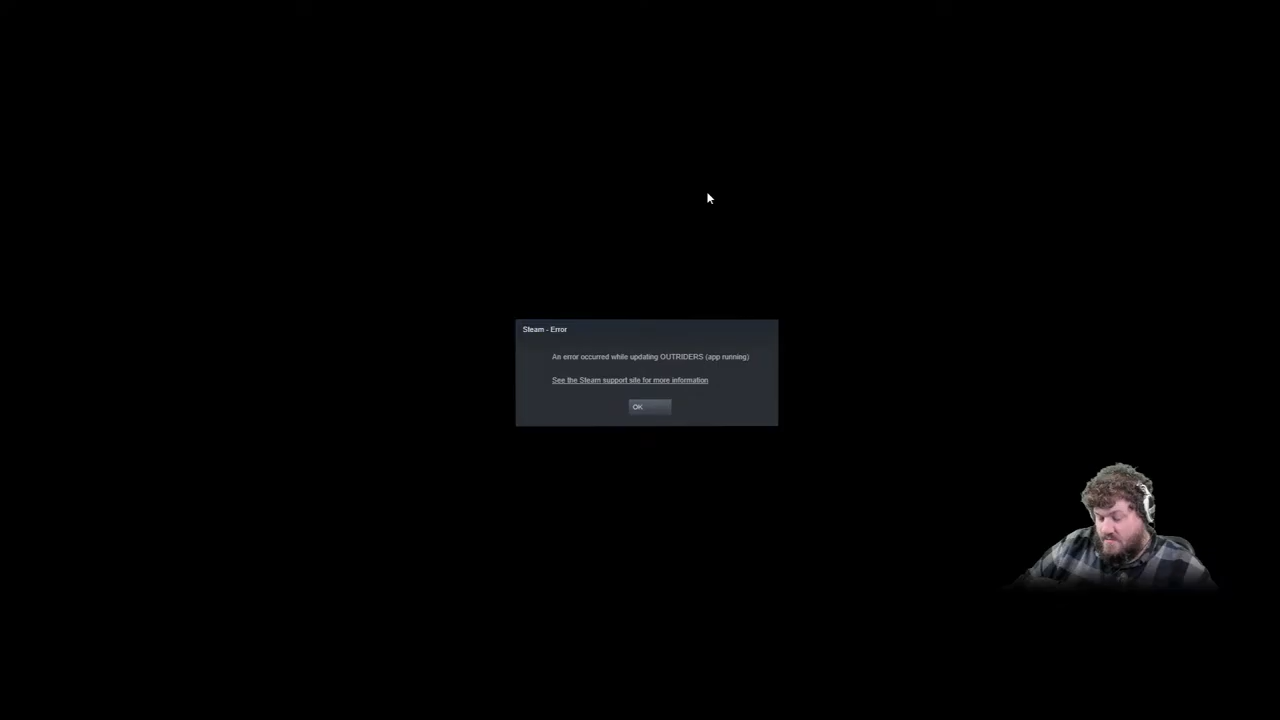 Steam - Error
An error occurred while updating OUTRIDERS (app running)
See the Steam support site for more information
OK